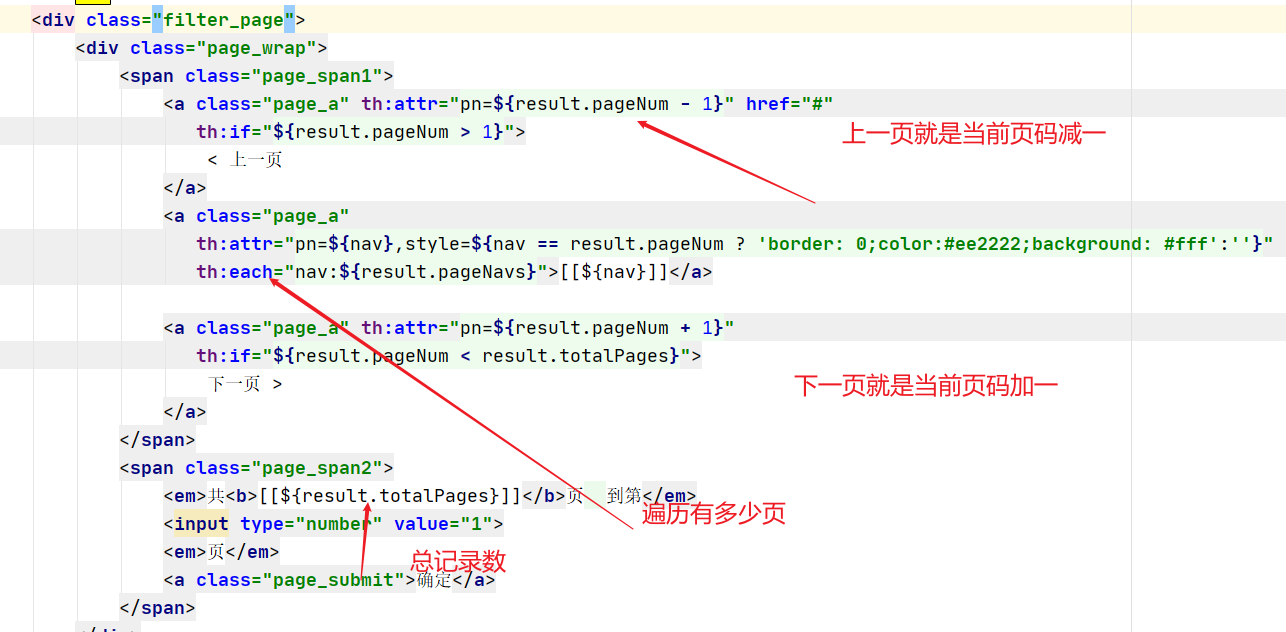 <div class="filter_page">
<div class="page_wrap">
<span class="page_span1">
<a class="page_a" th:attr="pn=${result.pageNum - 1}" href="#"
th:if="${result.pageNum > 1}">
上一页就是当前页码减一
< 上一页
</a>
<a class="page_a"
th:attr="pn=${nav},style=${nav == result.pageNum ? 'border: 0;color:#ee2222;background: #fff':''}"
th:each="nav:${result.pageNavs}">[[${nav}]]</a>
<a class="page_a" th:attr="pn=${result.pageNum + 1}"
th:if="${result.pageNum < result.totalPages}">
下一页 >
下一页就是当前页码加一
</a>
</span>
<span class="page_span2">
<em>共<b>[[${result.totalPages}]]</b>页  到第</em>
遍历有多少页
<input type="number" value="1">
<em>页</em>
总记录数
<a class="page_submit">确定</a>
</span>
</div>